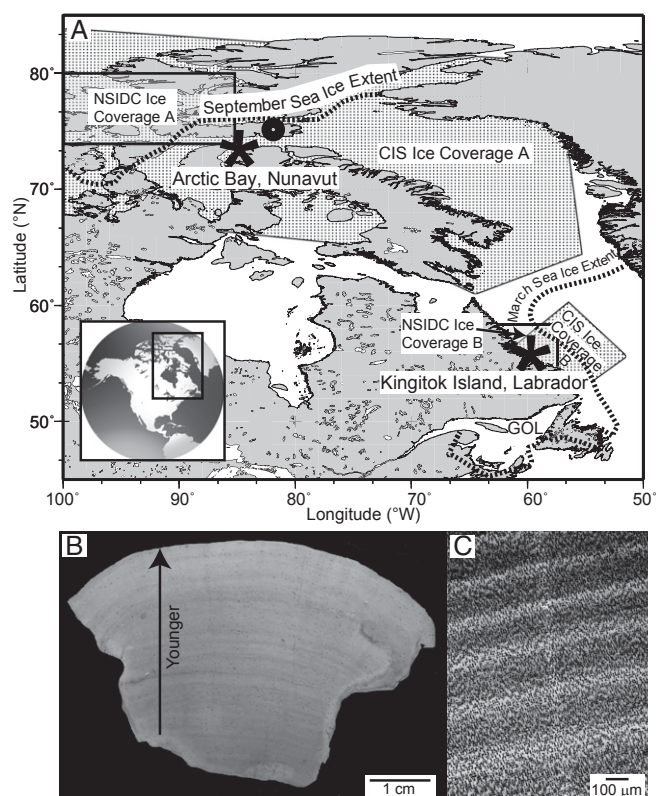 A
80°
70°
60°
50°
Latitude (°N)
100°
90°
80°
70°
60°
50°
Longitude (°W)
NSIDC Ice
Coverage A
September Sea Ice Extent
CIS Ice Coverage A
Arctic Bay, Nunavut
March Sea Ice Extent
NSIDC Ice
Coverage B
CIS Ice
Coverage
B
Kingitok Island, Labrador
GOL
B
Younger
1 cm
C
100 µm